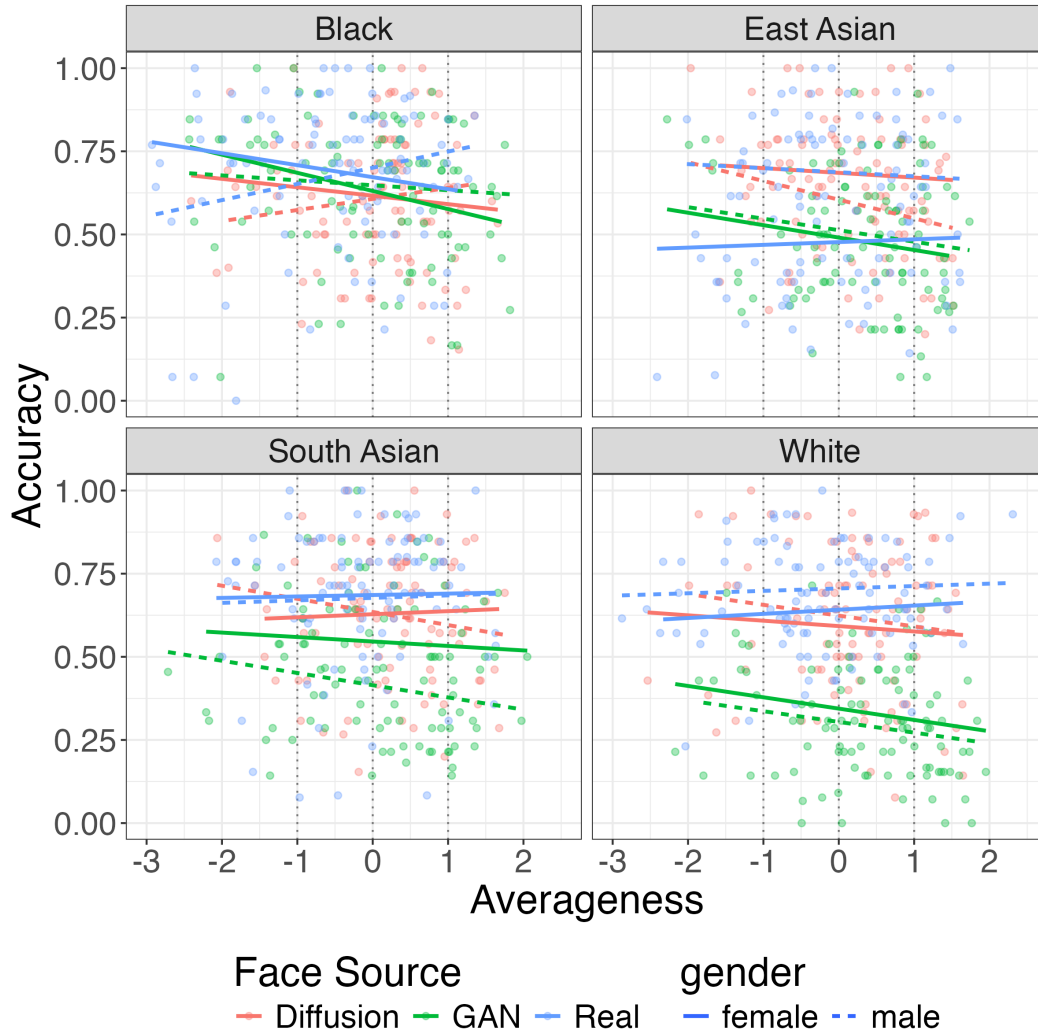 Black
East Asian
1.00
0.75
0.50
0.25
0.00
South Asian
White
1.00
0.75
0.50
0.25
0.00
Accuracy
-3 -2 -1 0 1 2 -3 -2 -1 0 1 2
Averageness
Face Source gender
Diffusion GAN Real female male